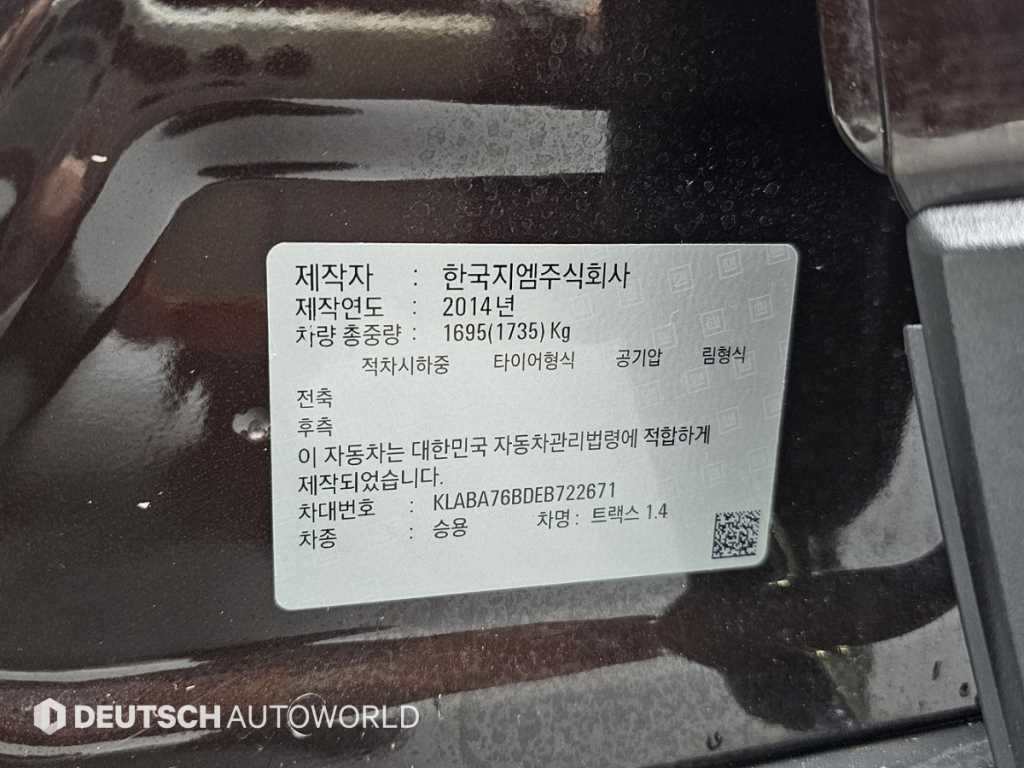 제작자 : 한국지엠주식회사
제작연도 : 2014년
차량 총중량 : 1695(1735) Kg
적차시하중 타이어형식 공기압 림형식
전축
후측
이 자동차는 대한민국 자동차관리법령에 적합하게
제작되었습니다.
차대번호 : KLABA76BDEB722671
차종 : 승용 차명 : 트랙스 1.4
DEUTSCH AUTOWORLD